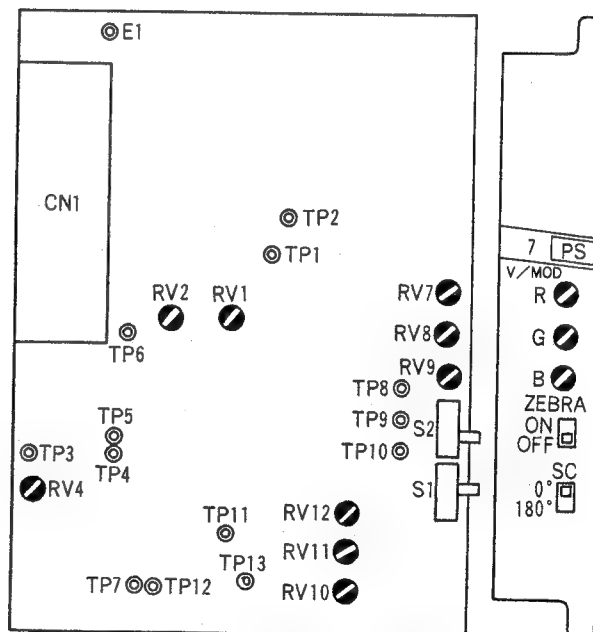 E1
CN1
TP2
TP1
7 PS
V/MOD
RV2 RV1
RV7 R
TP6
RV8 G
RV9 B
TP8
ZEBRA
TP9 S2 ON
OFF
TP5
TP3
TP4
TP10
RV4
S1 SC
0°
180°
TP11 RV12
RV11
TP13
TP7 TP12
RV10